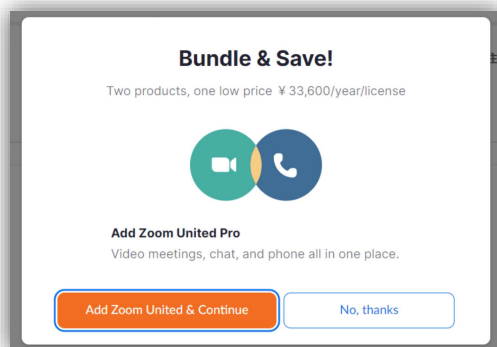 Bundle & Save!
Two products, one low price ¥ 33,600/year/license
Add Zoom United Pro
Video meetings, chat, and phone all in one place.
Add Zoom United & Continue
No, thanks